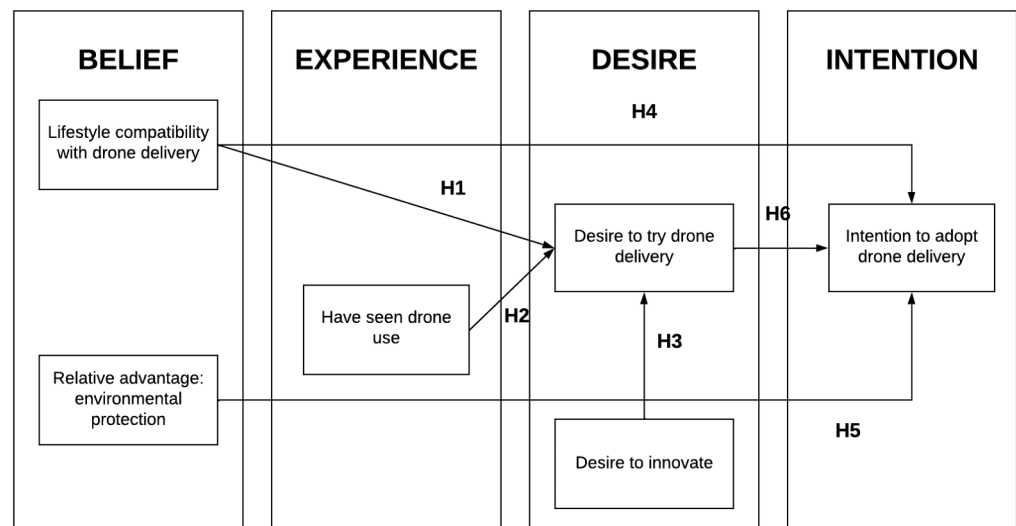 BELIEF
EXPERIENCE
DESIRE
INTENTION
Lifestyle compatibility
with drone delivery
H4
H1
Desire to try drone
delivery
H6
Intention to adopt
drone delivery
Have seen drone
use
H2
H3
Relative advantage:
environmental
protection
H5
Desire to innovate